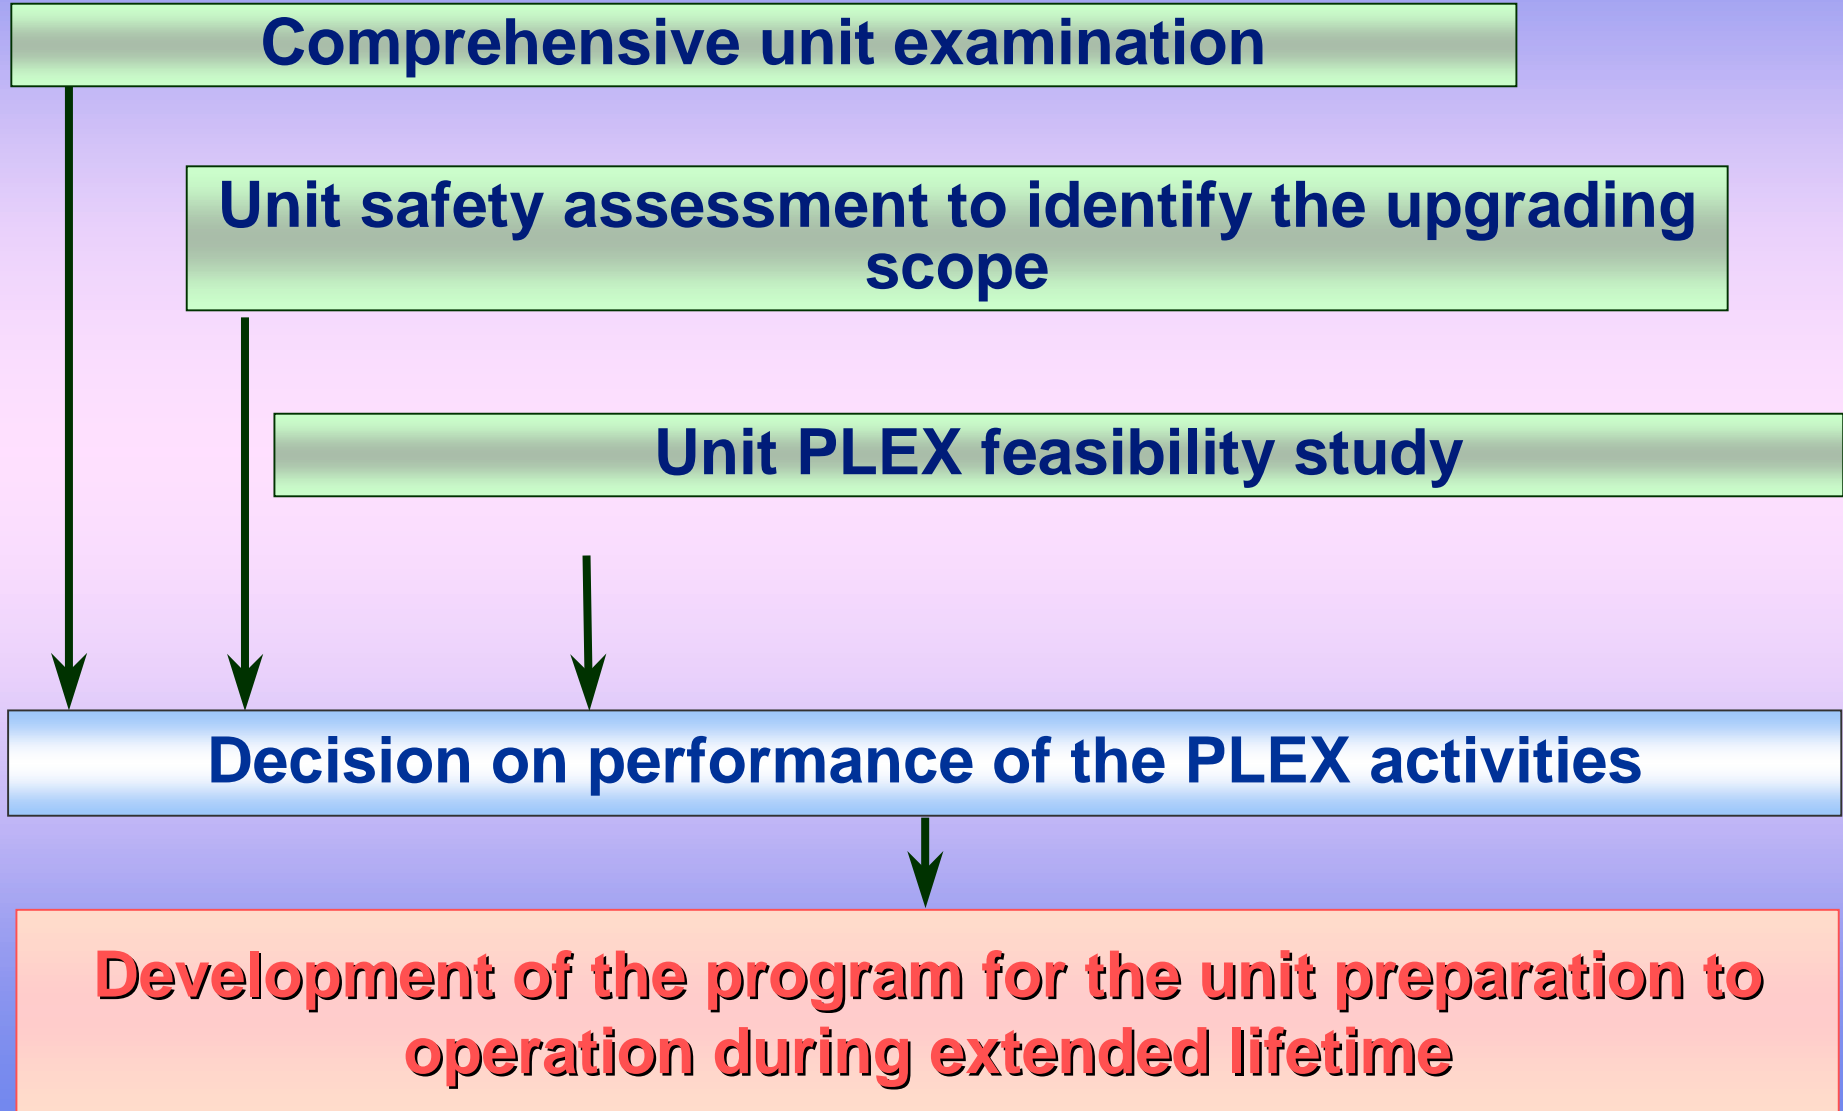 Comprehensive unit examination
Unit safety assessment to identify the upgrading
scope
Unit PLEX feasibility study
Decision on performance of the PLEX activities
Development of the program for the unit preparation to
operation during extended lifetime